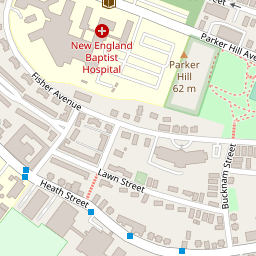 New England
Baptist
Hospital
Parker Hill Ave
Parker
Hill
62 m
Fisher Avenue
Lawn Street
Heath Street
Bucknam Street